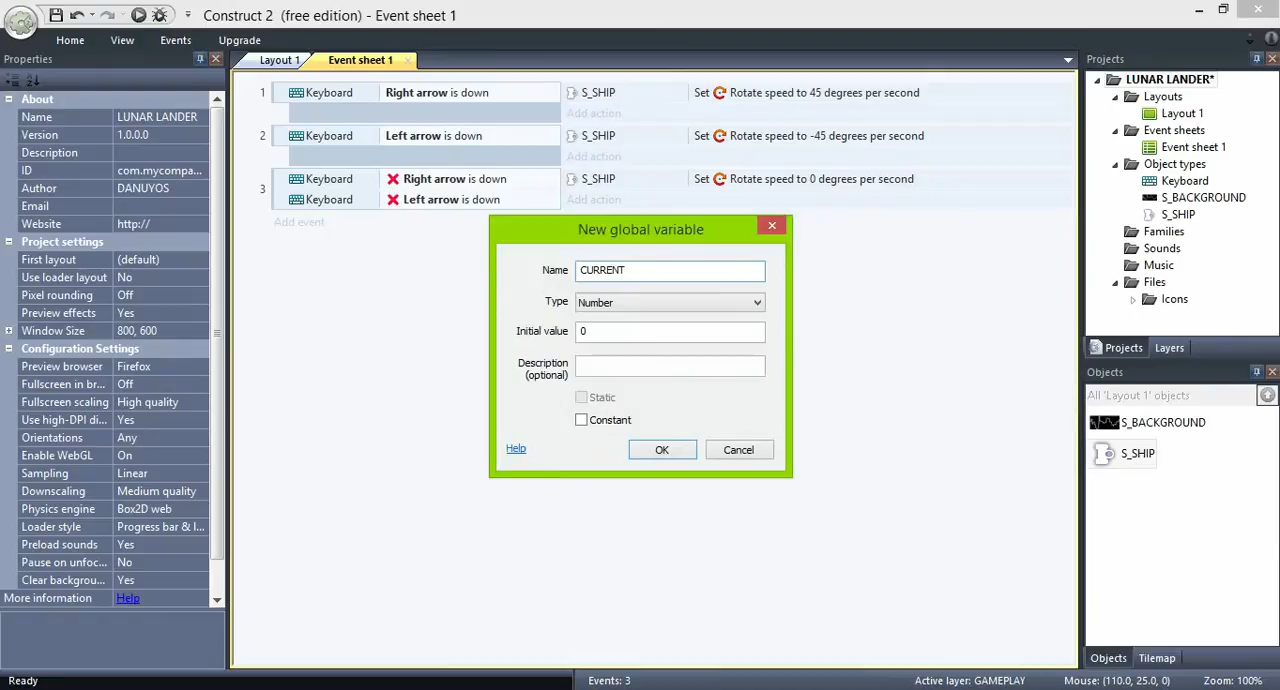 Construct 2 (free edition) - Event sheet 1
Home View Events Upgrade
Properties
About
Name LUNAR LANDER
Version 1.0.0.0
Description
ID com.mycompa...
Author DANUYOS
Email
Website http://
Project settings
First layout (default)
Use loader layout No
Pixel rounding Off
Preview effects Yes
Window Size 800, 600
Configuration Settings
Preview browser Firefox
Fullscreen in br... Off
Fullscreen scaling High quality
Use high-DPI di... Yes
Orientations Any
Enable WebGL On
Sampling Linear
Downscaling Medium quality
Physics engine Box2D web
Loader style Progress bar & l...
Preload sounds Yes
Pause on unfoc... No
Clear backgrou... Yes
More information Help
Layout 1 Event sheet 1
1 Keyboard Right arrow is down S_SHIP Set Rotate speed to 45 degrees per second
Add action
2 Keyboard Left arrow is down S_SHIP Set Rotate speed to -45 degrees per second
Add action
3 Keyboard Right arrow is down S_SHIP Set Rotate speed to 0 degrees per second
Keyboard Left arrow is down Add action
Add event
New global variable
Name CURRENT
Type Number
Initial value 0
Description
(optional)
Static
Constant
Help OK Cancel
Projects
LUNAR LANDER*
Layouts
Layout 1
Event sheets
Event sheet 1
Object types
Keyboard
S_BACKGROUND
S_SHIP
Families
Sounds
Music
Files
Icons
Projects Layers
Objects
All 'Layout 1' objects
S_BACKGROUND
S_SHIP
Objects Tilemap
Ready Events: 3 Active layer: GAMEPLAY Mouse: (110.0, 25.0, 0) Zoom: 100%